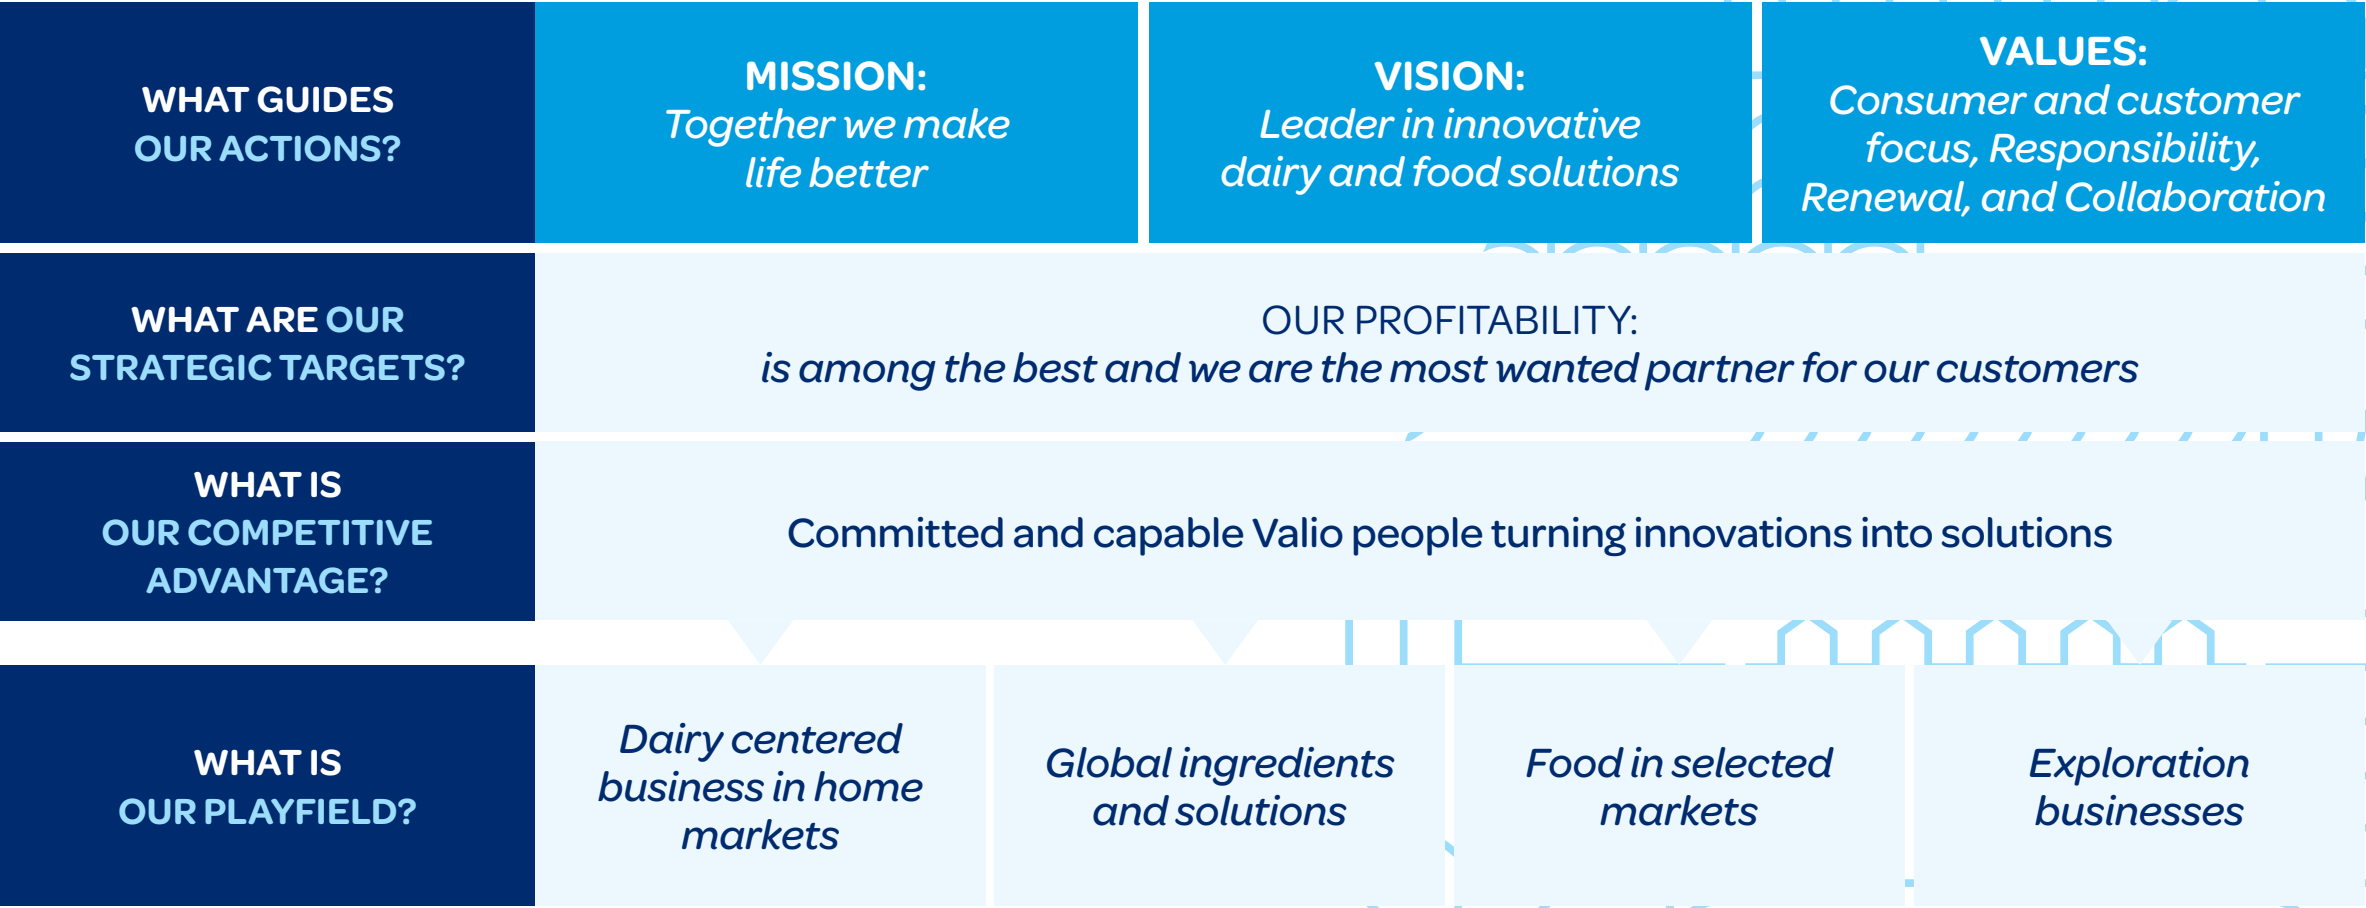 WHAT GUIDES
OUR ACTIONS?
MISSION:
Together we make
life better
VISION:
Leader in innovative
dairy and food solutions
VALUES:
Consumer and customer
focus, Responsibility,
Renewal, and Collaboration
WHAT ARE OUR
STRATEGIC TARGETS?
OUR PROFITABILITY:
is among the best and we are the most wanted partner for our customers
WHAT IS
OUR COMPETITIVE
ADVANTAGE?
Committed and capable Valio people turning innovations into solutions
WHAT IS
OUR PLAYFIELD?
Dairy centered
business in home
markets
Global ingredients
and solutions
Food in selected
markets
Exploration
businesses